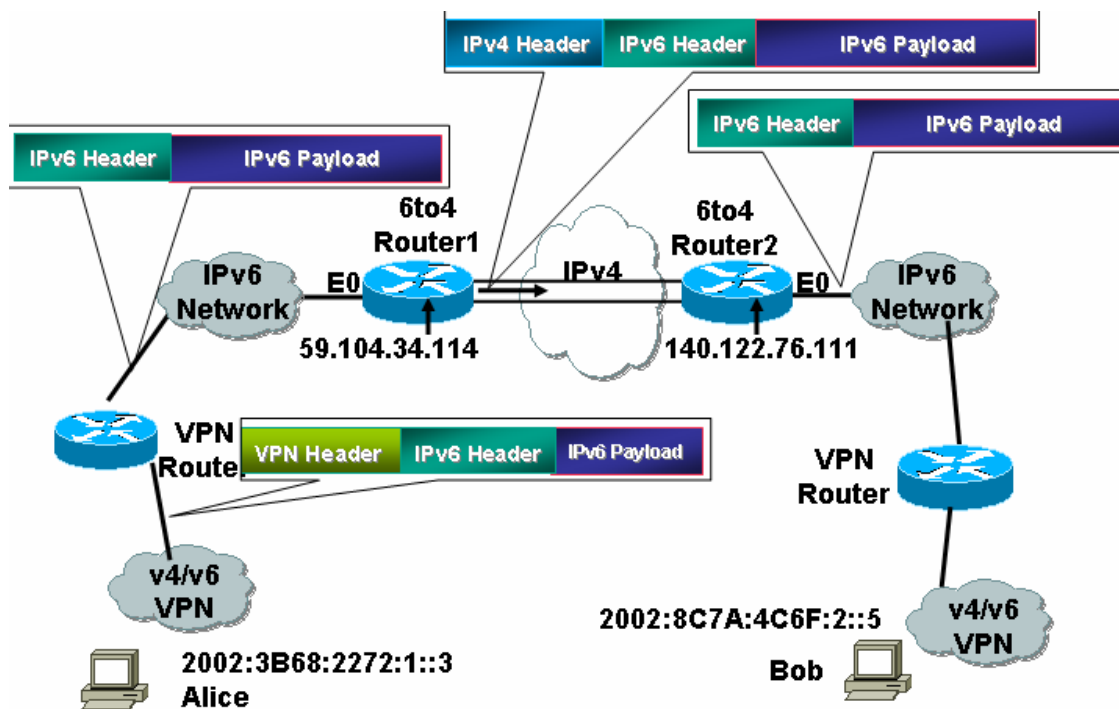 IPv4 Header IPv6 Header IPv6 Payload
IPv6 Header IPv6 Payload
IPv6 Header IPv6 Payload
6to4
Router1
6to4
Router2
IPv6
Network
E0
IPv4
E0
IPv6
Network
59.104.34.114
140.122.76.111
VPN
Route.
VPN Header IPv6 Header IPv6 Payload
VPN
Router
v4/v6
VPN
2002:8C7A:4C6F:2::5
v4/v6
VPN
2002:3B68:2272:1::3
Alice
Bob